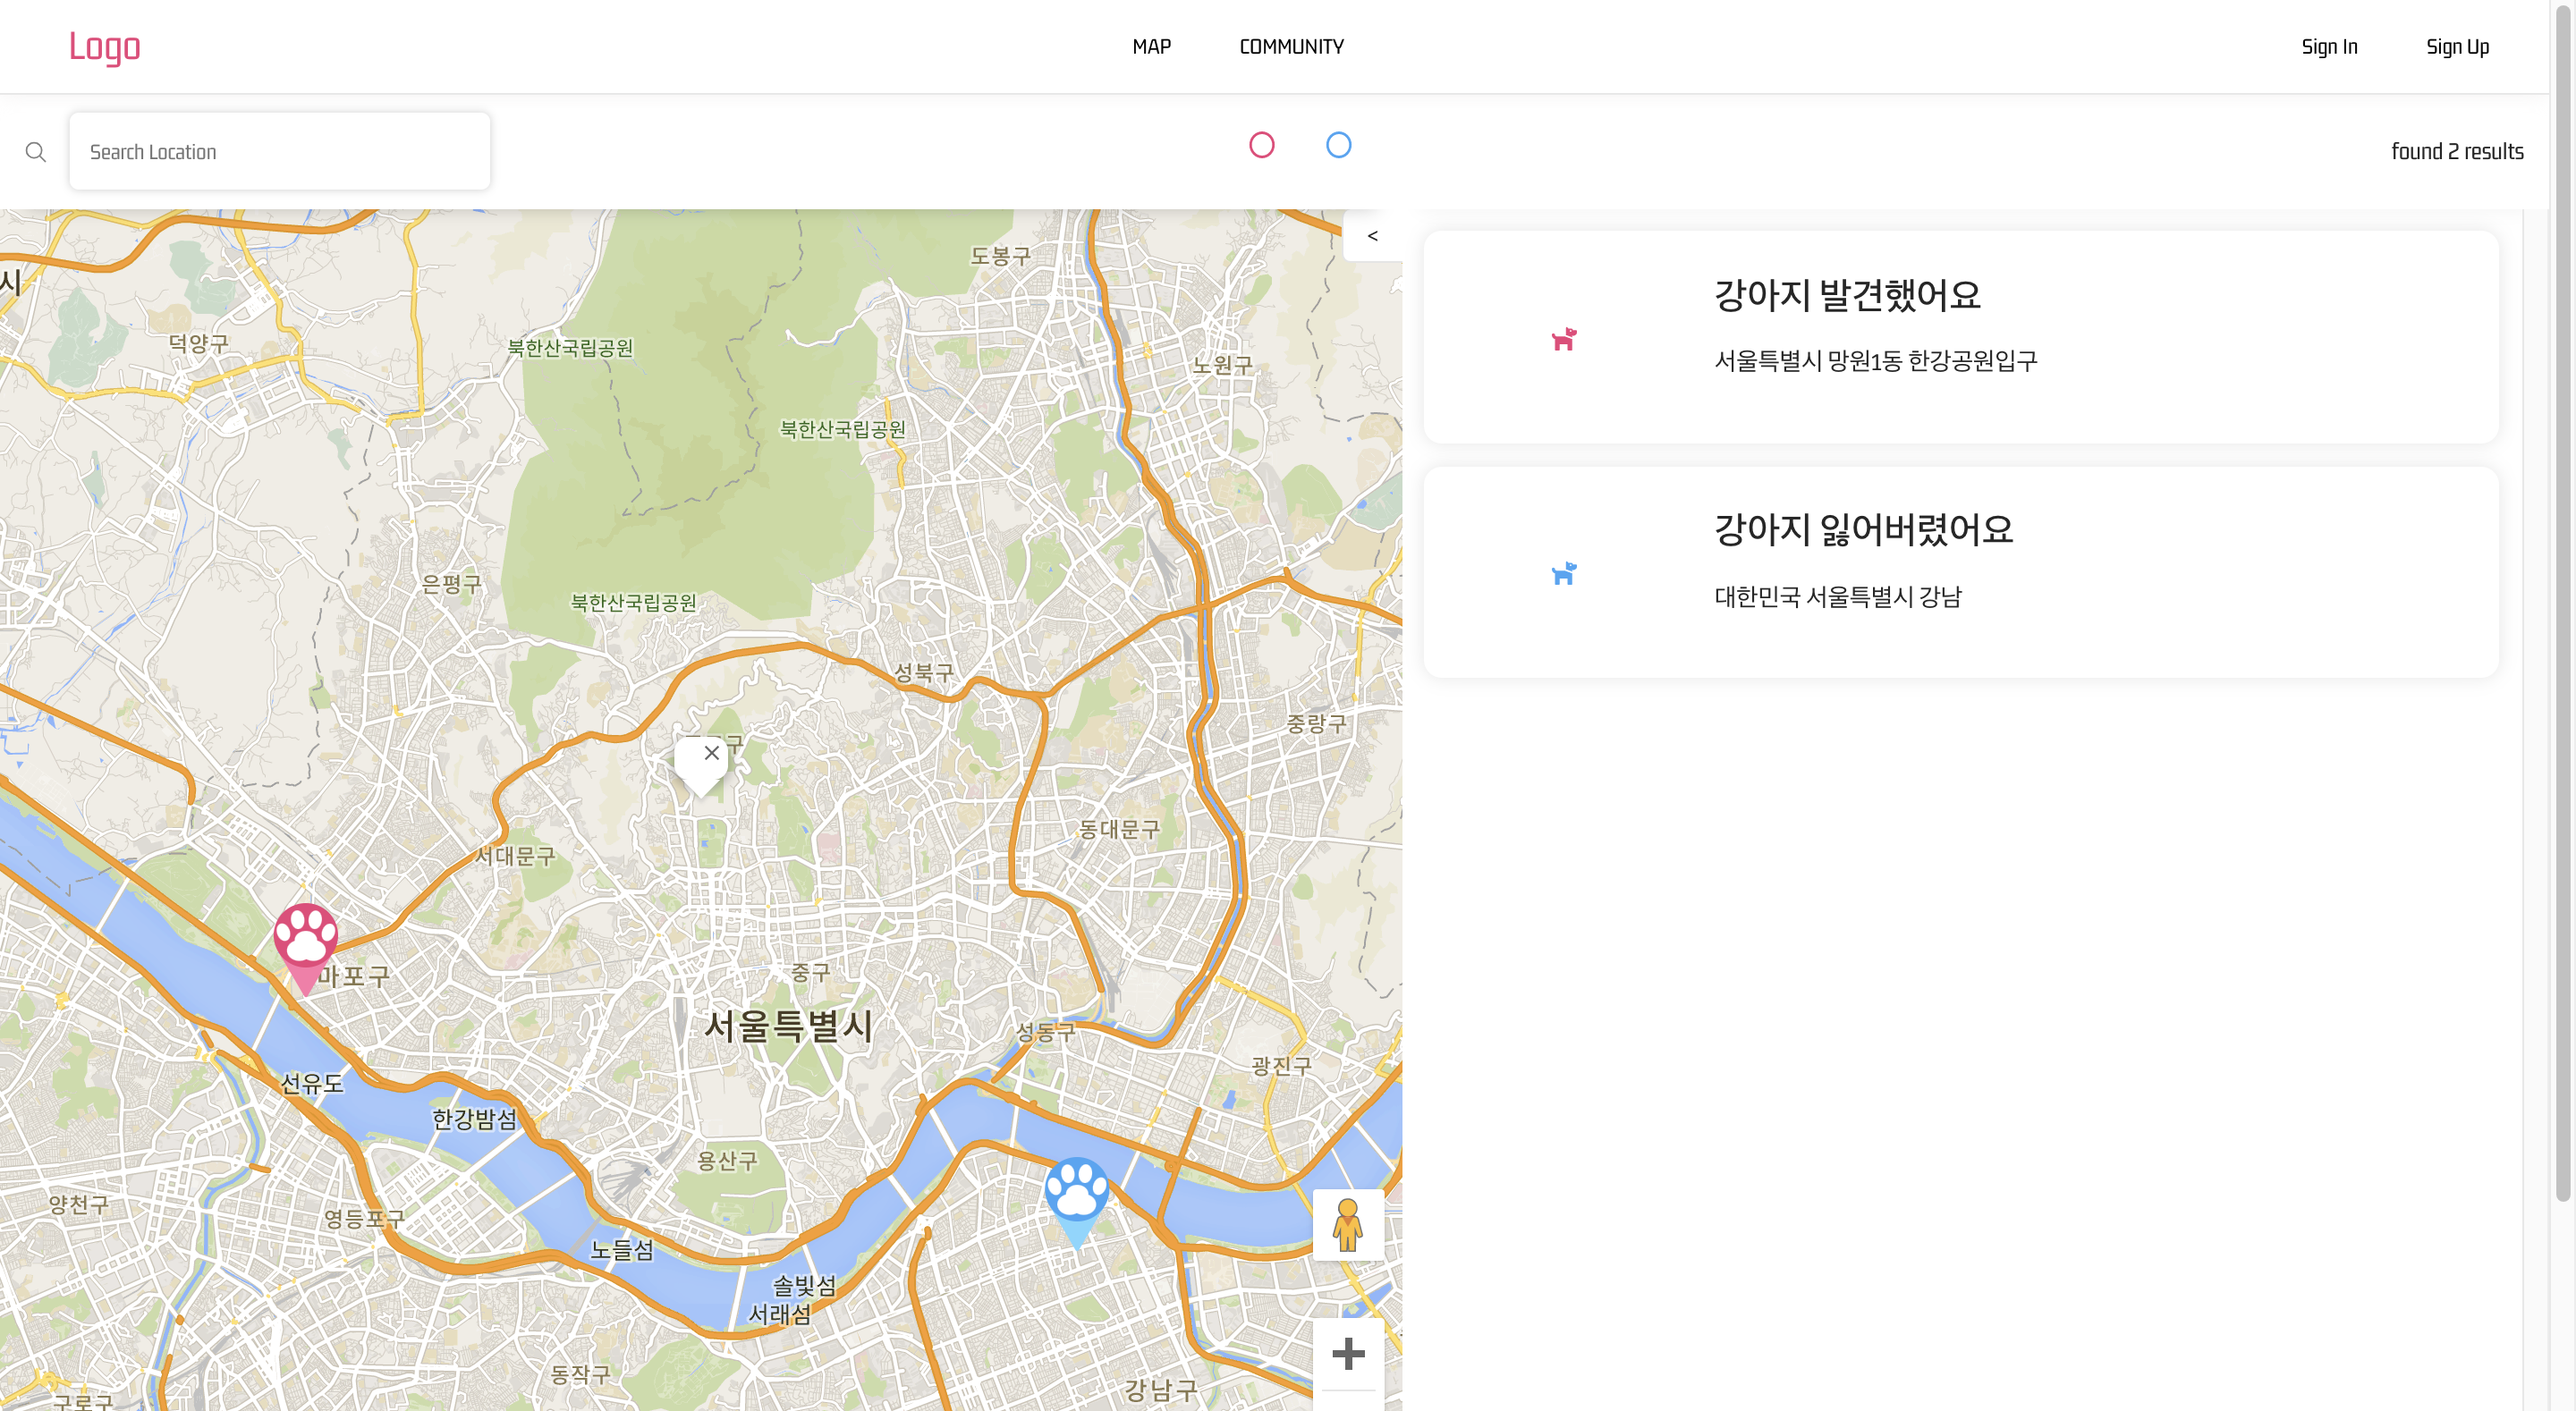 Logo
MAP
COMMUNITY
Sign In
Sign Up
Search Location
found 2 results
<
강아지 발견했어요
서울특별시 망원1동 한강공원입구
강아지 잃어버렸어요
대한민국 서울특별시 강남
시
도봉구
덕양구
북한산국립공원
노원구
북한산국립공원
은평구
북한산국립공원
성북구
중랑구
구
동대문구
서대문구
마포구
중구
서울특별시
성동구
광진구
선유도
한강밤섬
용산구
양천구
영등포구
노들섬
솔빛섬
서래섬
동작구
강남구
구로구